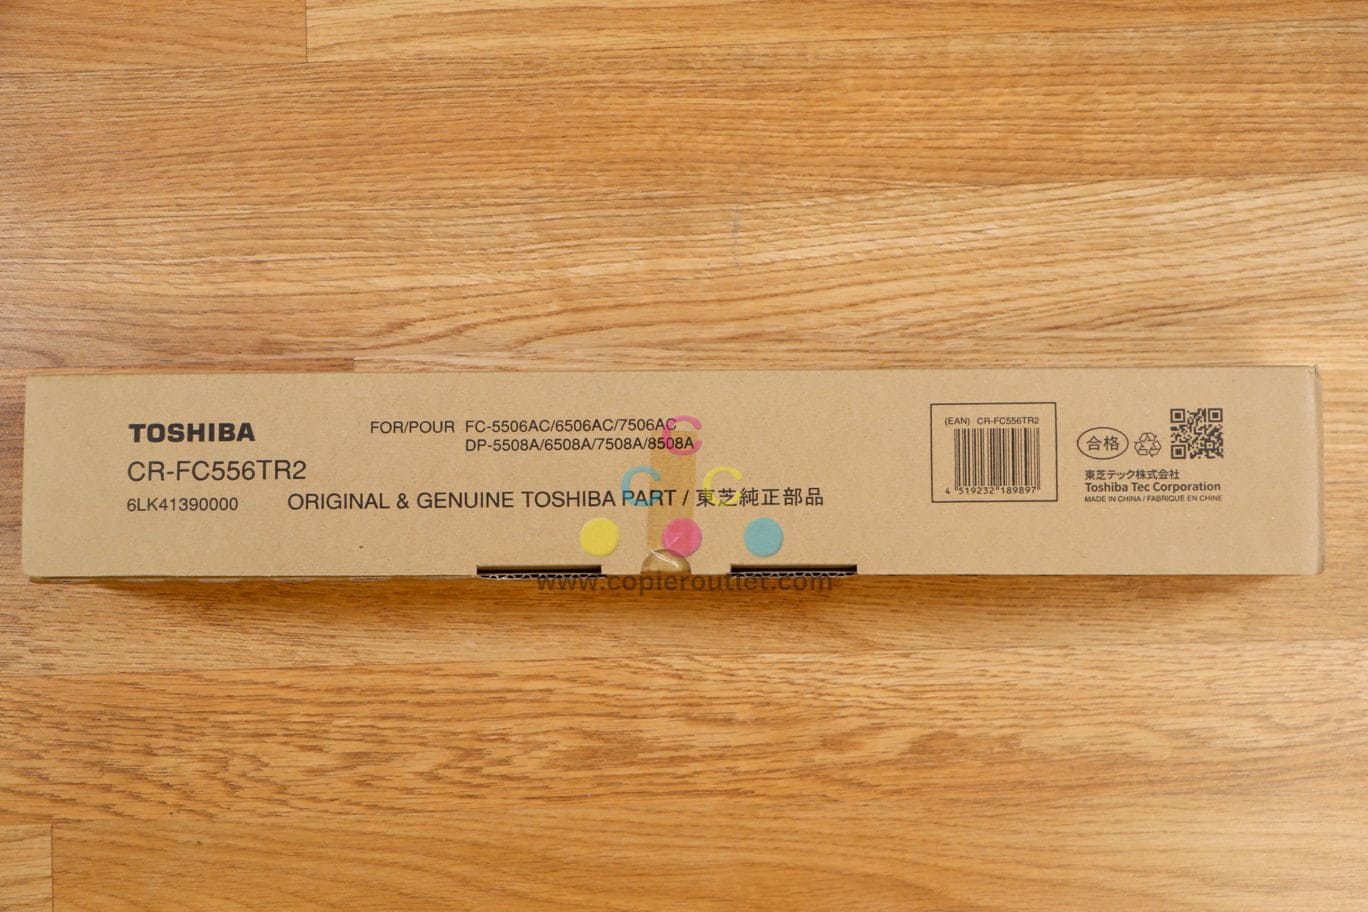 TOSHIBA
CR-FC556TR2
6LK41390000
FOR/POUR FC-5506AC/6506AC/7506AC
DP-5508A/6508A/7508A/8508A
ORIGINAL & GENUINE TOSHIBA PART / 東芝純正部品
(EAN) CR-FC556TR2
4 519232 189897
合格
東芝テック株式会社
Toshiba Tec Corporation
MADE IN CHINA / FABRIQUE EN CHINE
C
C C
www.copieroutlet.com